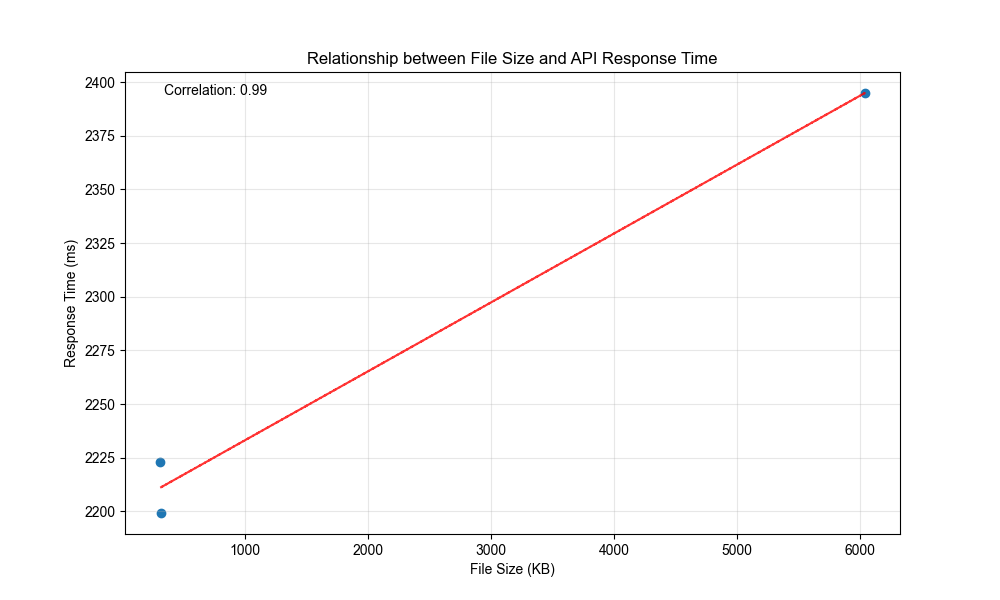 Relationship between File Size and API Response Time
Correlation: 0.99
Response Time (ms)
2400
2375
2350
2325
2300
2275
2250
2225
2200
1000 2000 3000 4000 5000 6000
File Size (KB)